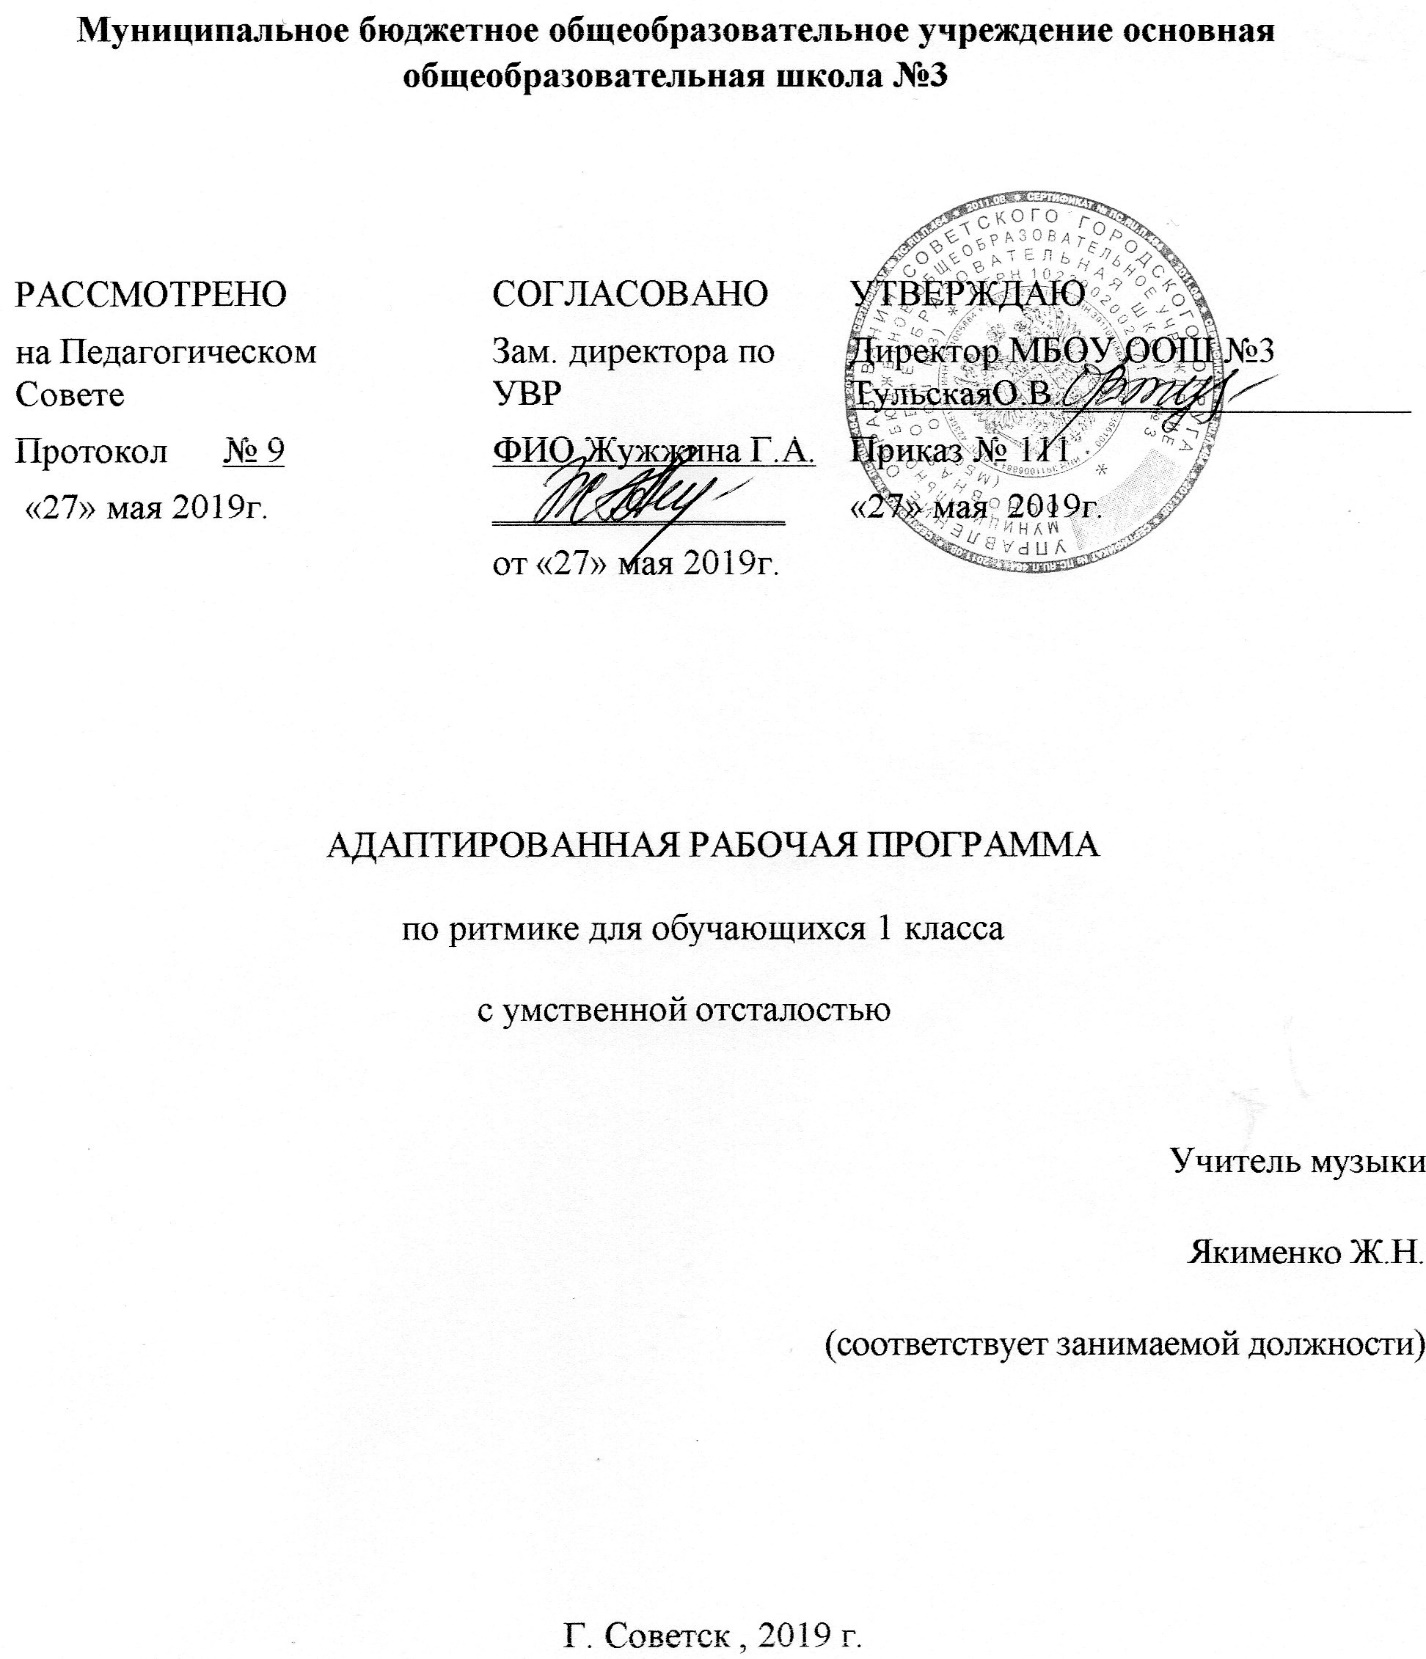 Муниципальное бюджетное общеобразовательное учреждение основная
общеобразовательная школа №3
РАССМОТРЕНО
на Педагогическом
Совете
Протокол № 9
«27» мая 2019г.
СОГЛАСОВАНО
Зам. директора по
УВР
ФИО Жужжина Г.А.
от «27» мая 2019г.
УТВЕРЖДАЮ
Директор МБОУ ООШ №3
ТульскаяО.В.
Приказ № 111
«27» мая 2019г.
АДАПТИРОВАННАЯ РАБОЧАЯ ПРОГРАММА
по ритмике для обучающихся 1 класса
с умственной отсталостью
Учитель музыки
Якименко Ж.Н.
(соответствует занимаемой должности)
Г. Советск , 2019 г.